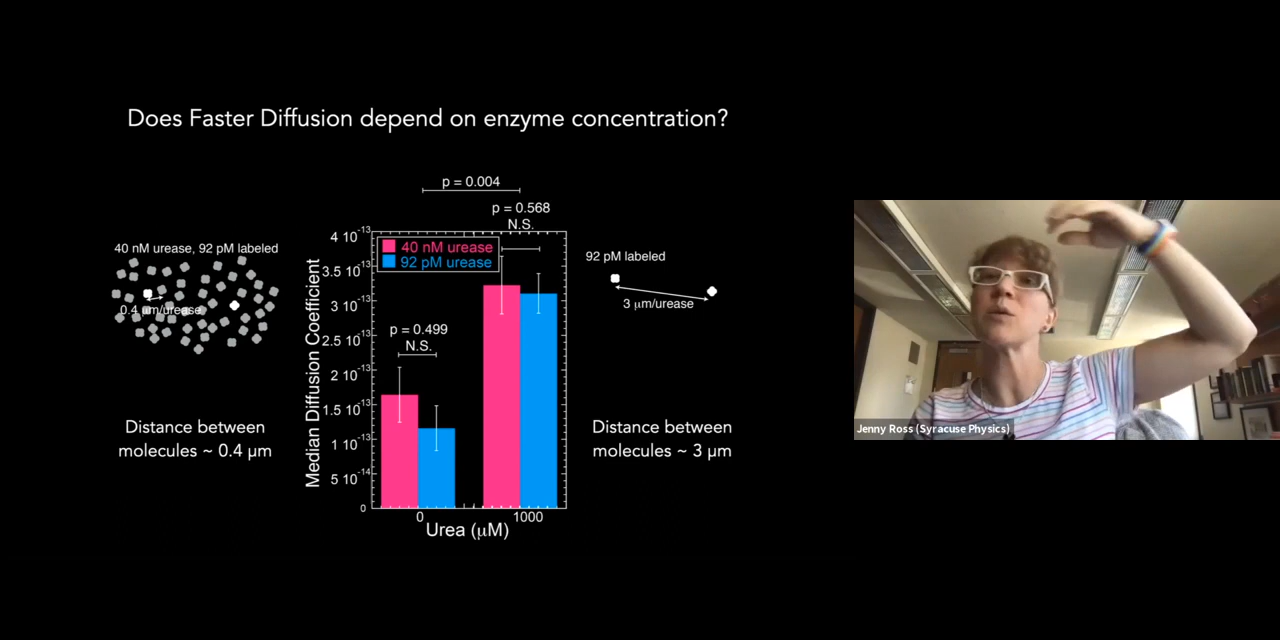 Does Faster Diffusion depend on enzyme concentration?
p = 0.004
p = 0.568
N.S.
40 nM urease, 92 pM labeled
0.4 μm/urease
Distance between
molecules ~ 0.4 μm
Median Diffusion Coefficient
4 10-13
3.5 10-13
3 10-13
2.5 10-13
2 10-13
1.5 10-13
1 10-13
5 10-14
0
40 nM urease
92 pM urease
p = 0.499
N.S.
0
1000
Urea (μM)
92 pM labeled
3 μm/urease
Distance between
molecules ~ 3 μm
Jenny Ross (Syracuse Physics)